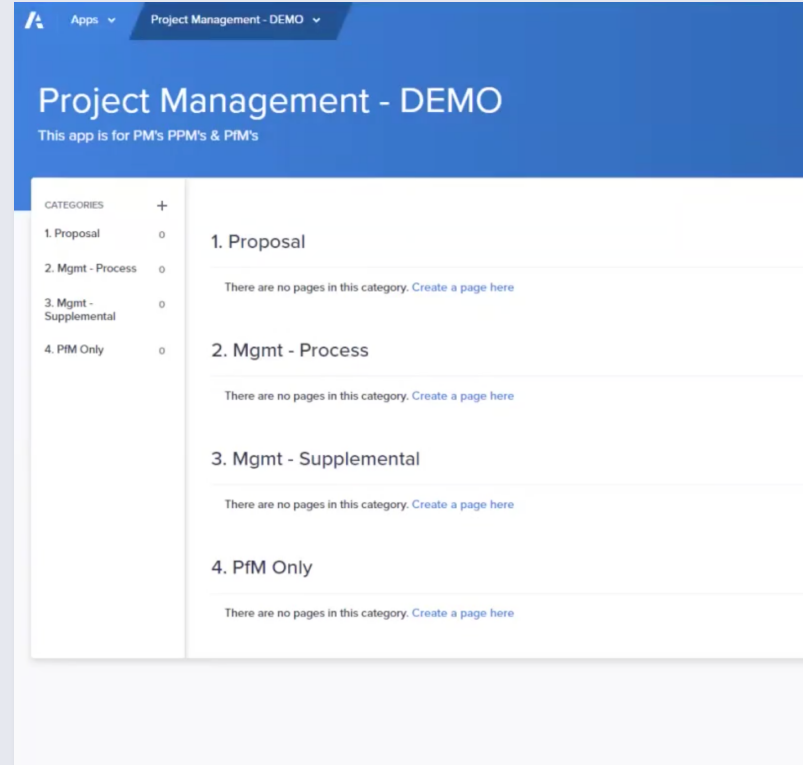 Apps
Project Management - DEMO
Project Management - DEMO
This app is for PM's PPM's & PfM's
CATEGORIES +
1. Proposal 0
2. Mgmt - Process 0
3. Mgmt -
Supplemental 0
4. PfM Only 0
1. Proposal
There are no pages in this category. Create a page here
2. Mgmt - Process
There are no pages in this category. Create a page here
3. Mgmt - Supplemental
There are no pages in this category. Create a page here
4. PfM Only
There are no pages in this category. Create a page here